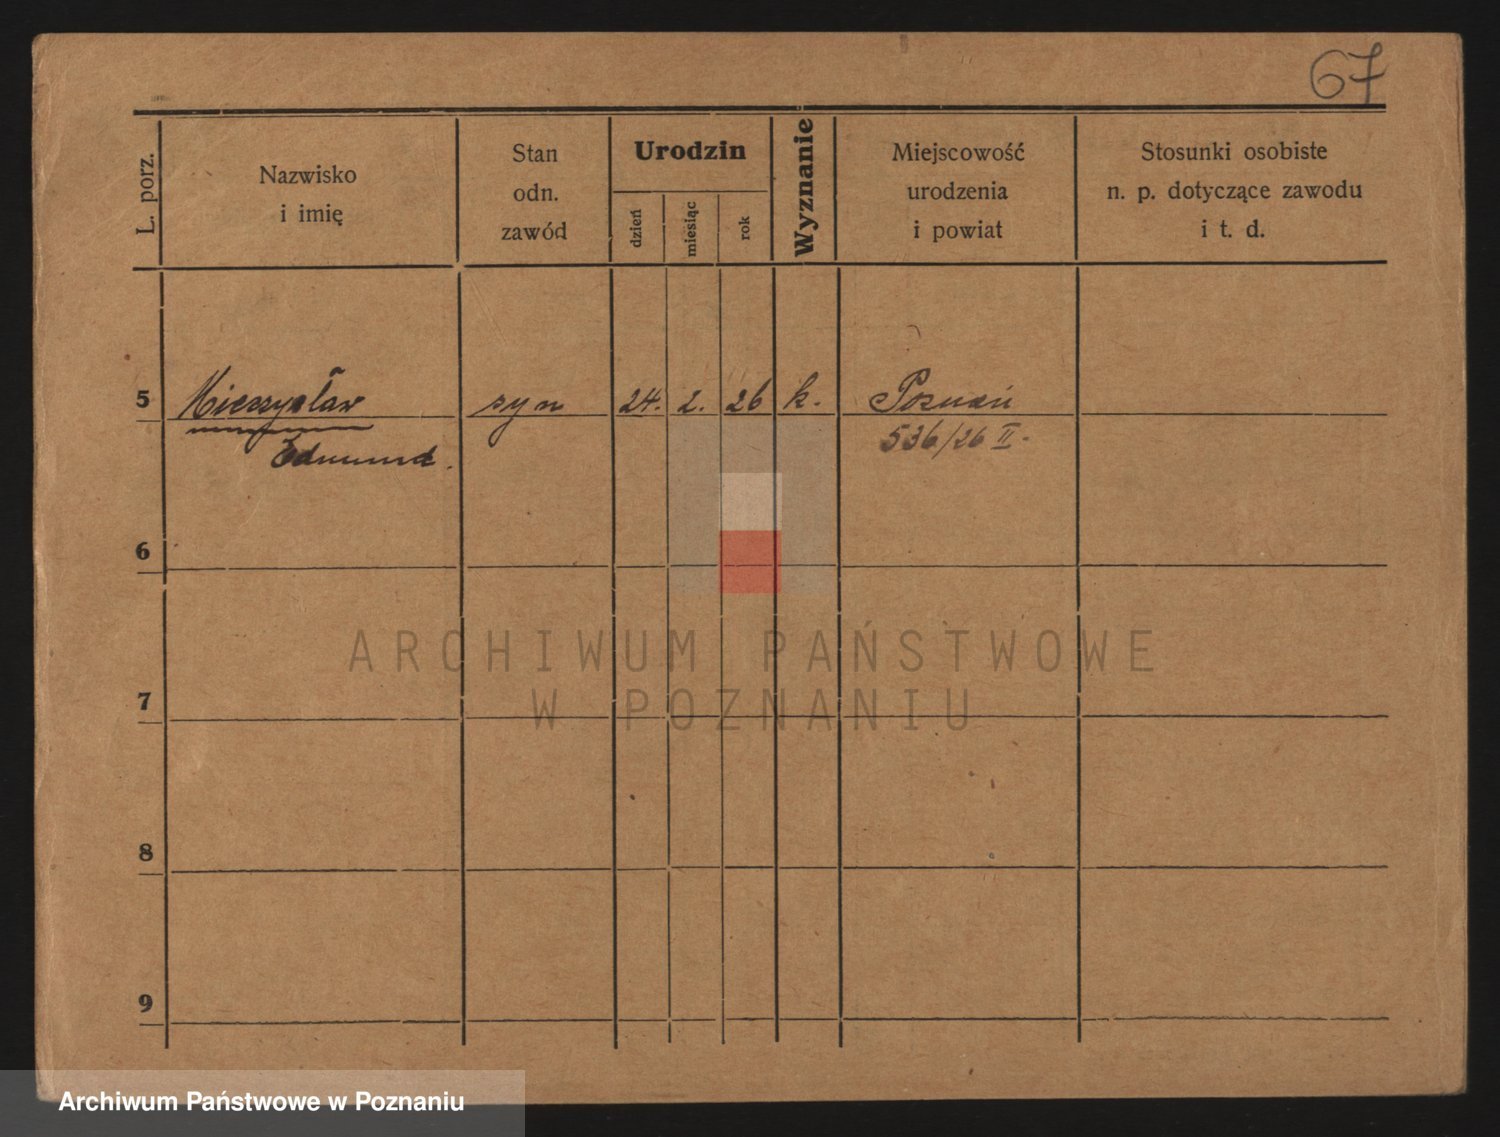 67
L. porz.
Nazwisko
i imię
Stan
odn.
zawód
Urodzin
dzień
miesiąc
rok
Wyznanie
Miejscowość
urodzenia
i powiat
Stosunki osobiste
n. p. dotyczące zawodu
i t. d.
5 Mieczysław syn 24. 2. 26 k. Poznań
Edmund. 536/26 II.
6
ARCHIWUM PAŃSTWOWE
W POZNANIU
7
8
9
Archiwum Państwowe w Poznaniu